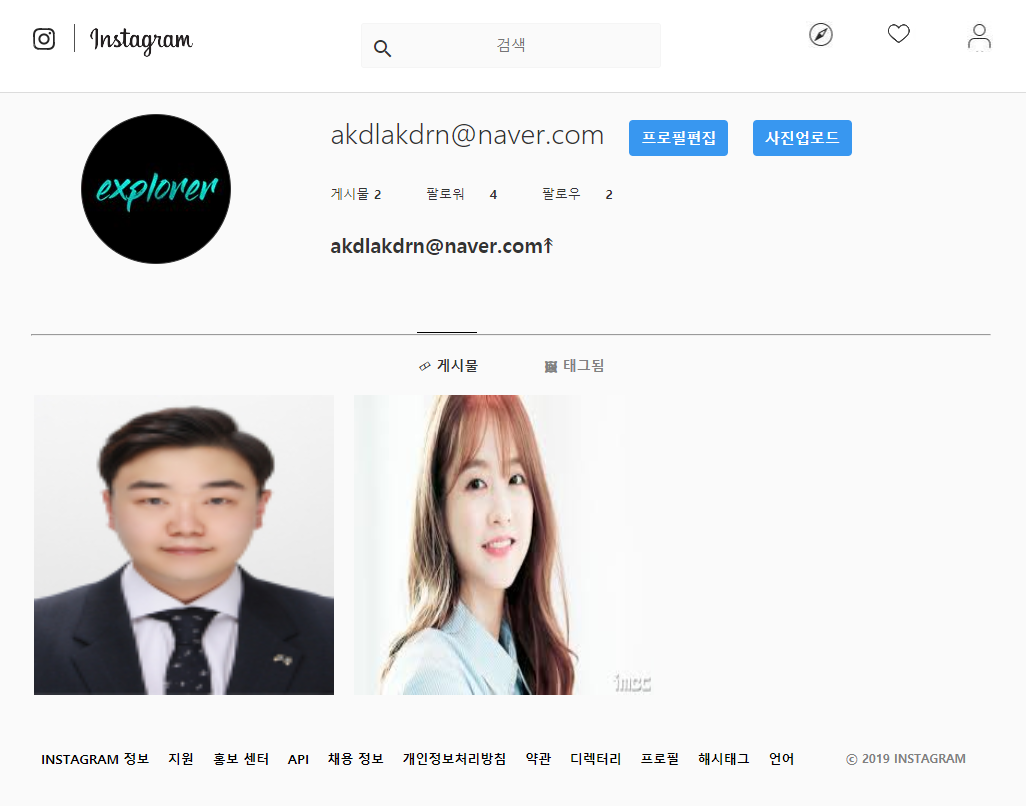 Instagram
검색
explorer
akdlakdrn@naver.com
프로필편집
사진업로드
게시물 2
팔로워 4
팔로우 2
akdlakdrn@naver.com
게시물
태그됨
imbc
INSTAGRAM 정보 지원 홍보 센터 API 채용 정보 개인정보처리방침 약관 디렉터리 프로필 해시태그 언어 © 2019 INSTAGRAM